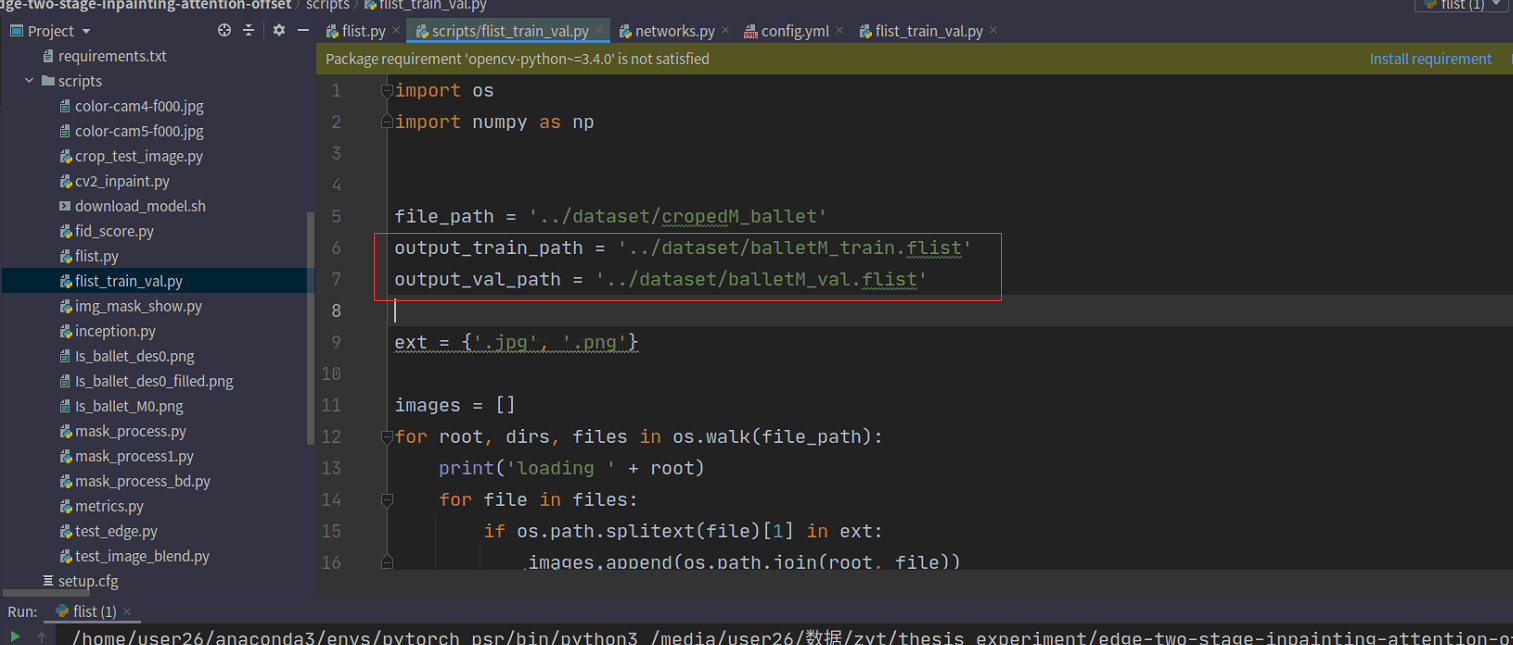 edge-two-stage-inpainting-attention-offset scripts flist_train_val.py flist (1)
Project flist.py scripts/flist_train_val.py networks.py config.yml flist_train_val.py
Package requirement 'opencv-python~=3.4.0' is not satisfied Install requirement
requirements.txt
scripts
color-cam4-f000.jpg
color-cam5-f000.jpg
crop_test_image.py
cv2_inpaint.py
download_model.sh
fid_score.py
flist.py
flist_train_val.py
img_mask_show.py
inception.py
Is_ballet_des0.png
Is_ballet_des0_filled.png
Is_ballet_M0.png
mask_process.py
mask_process1.py
mask_process_bd.py
metrics.py
test_edge.py
test_image_blend.py
setup.cfg
1 import os
2 import numpy as np
3
4
5 file_path = '../dataset/cropedM_ballet'
6 output_train_path = '../dataset/balletM_train.flist'
7 output_val_path = '../dataset/balletM_val.flist'
8
9 ext = {'.jpg', '.png'}
10
11 images = []
12 for root, dirs, files in os.walk(file_path):
13 print('loading ' + root)
14 for file in files:
15 if os.path.splitext(file)[1] in ext:
16 images.append(os.path.join(root, file))
Run: flist (1)
/home/user26/anaconda3/envs/pytorch_psr/bin/python3 /media/user26/数据/zyt/thesis_experiment/edge-two-stage-inpainting-attention-of